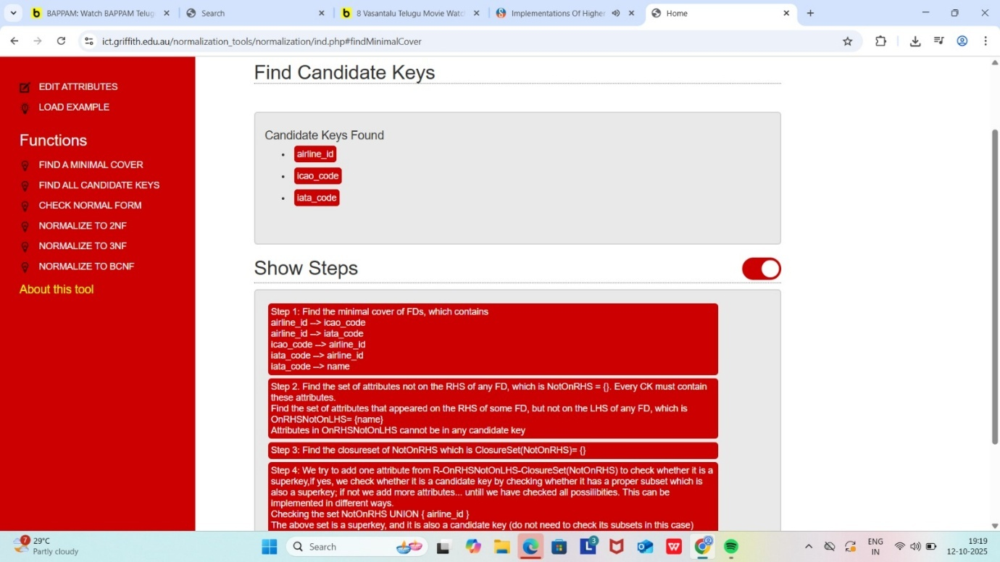 BAPPAM: Watch BAPPAM Telug
Search
8 Vasantalu Telugu Movie Watc
Implementations Of Higher
Home
ict.griffith.edu.au/normalization_tools/normalization/ind.php#findMinimalCover
EDIT ATTRIBUTES
LOAD EXAMPLE
Functions
FIND A MINIMAL COVER
FIND ALL CANDIDATE KEYS
CHECK NORMAL FORM
NORMALIZE TO 2NF
NORMALIZE TO 3NF
NORMALIZE TO BCNF
About this tool
Find Candidate Keys
Candidate Keys Found
airline_id
icao_code
iata_code
Show Steps
Step 1: Find the minimal cover of FDs, which contains
airline_id --> icao_code
airline_id --> iata_code
icao_code --> airline_id
iata_code --> airline_id
iata_code --> name
Step 2. Find the set of attributes not on the RHS of any FD, which is NotOnRHS = {}. Every CK must contain
these attributes.
Find the set of attributes that appeared on the RHS of some FD, but not on the LHS of any FD, which is
OnRHSNotOnLHS= {name}
Attributes in OnRHSNotOnLHS cannot be in any candidate key
Step 3: Find the closureset of NotOnRHS which is ClosureSet(NotOnRHS)= {}
Step 4: We try to add one attribute from R-OnRHSNotOnLHS-ClosureSet(NotOnRHS) to check whether it is a
superkey,if yes, we check whether it is a candidate key by checking whether it has a proper subset which is
also a superkey; if not we add more attributes... untill we have checked all possilibities. This can be
implemented in different ways.
Checking the set NotOnRHS UNION { airline_id }
The above set is a superkey, and it is also a candidate key (do not need to check its subsets in this case)
7
29°C
Partly cloudy
Search
3
ENG
IN
19:19
12-10-2025